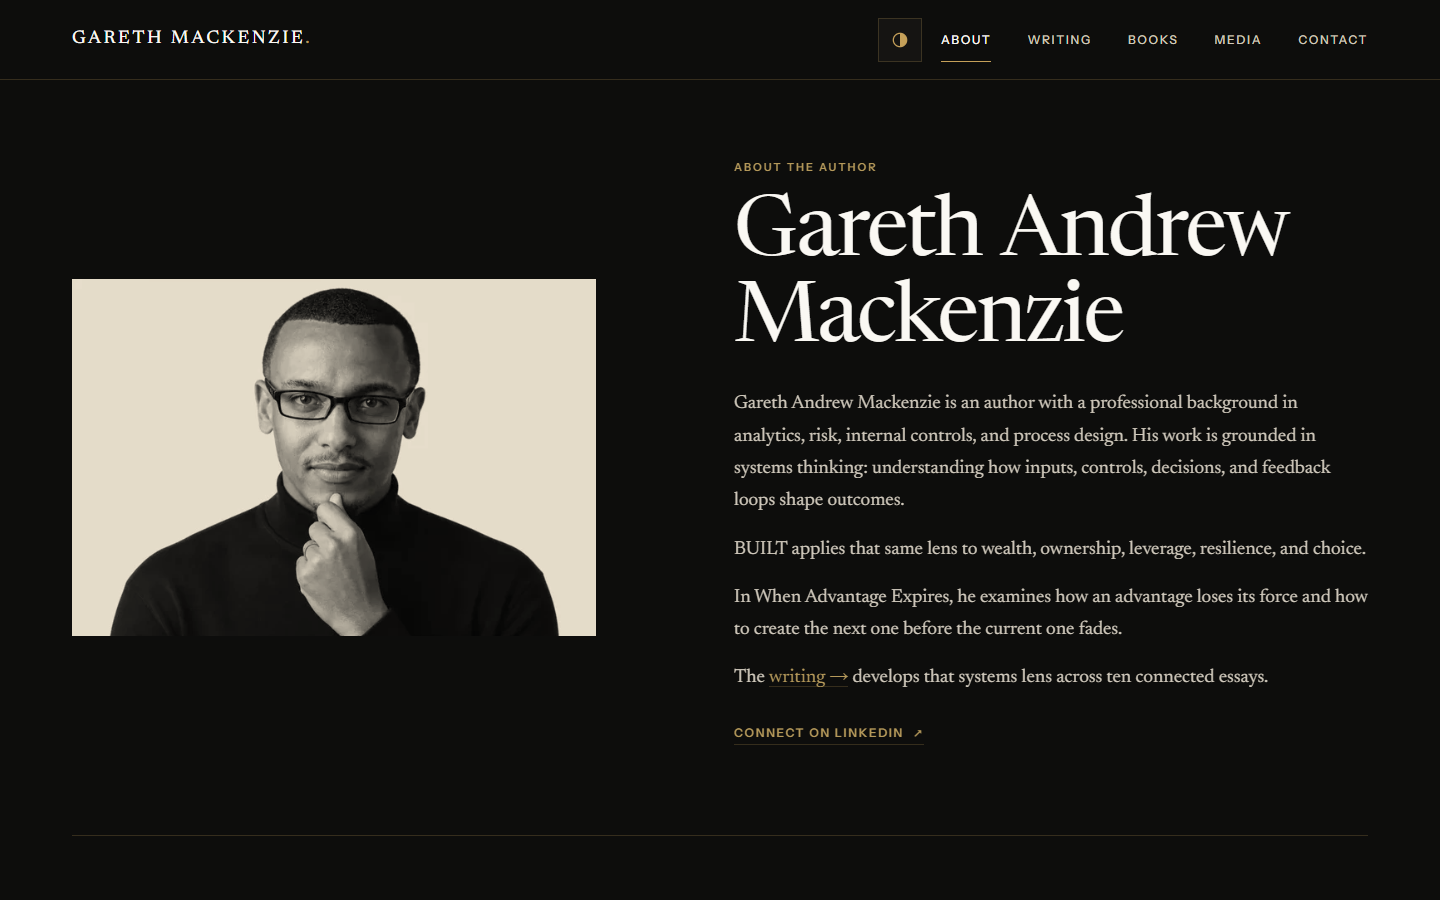 GARETH MACKENZIE.
ABOUT WRITING BOOKS MEDIA CONTACT
ABOUT THE AUTHOR
Gareth Andrew
Mackenzie
Gareth Andrew Mackenzie is an author with a professional background in
analytics, risk, internal controls, and process design. His work is grounded in
systems thinking: understanding how inputs, controls, decisions, and feedback
loops shape outcomes.
BUILT applies that same lens to wealth, ownership, leverage, resilience, and choice.
In When Advantage Expires, he examines how an advantage loses its force and how
to create the next one before the current one fades.
The writing → develops that systems lens across ten connected essays.
CONNECT ON LINKEDIN ↗